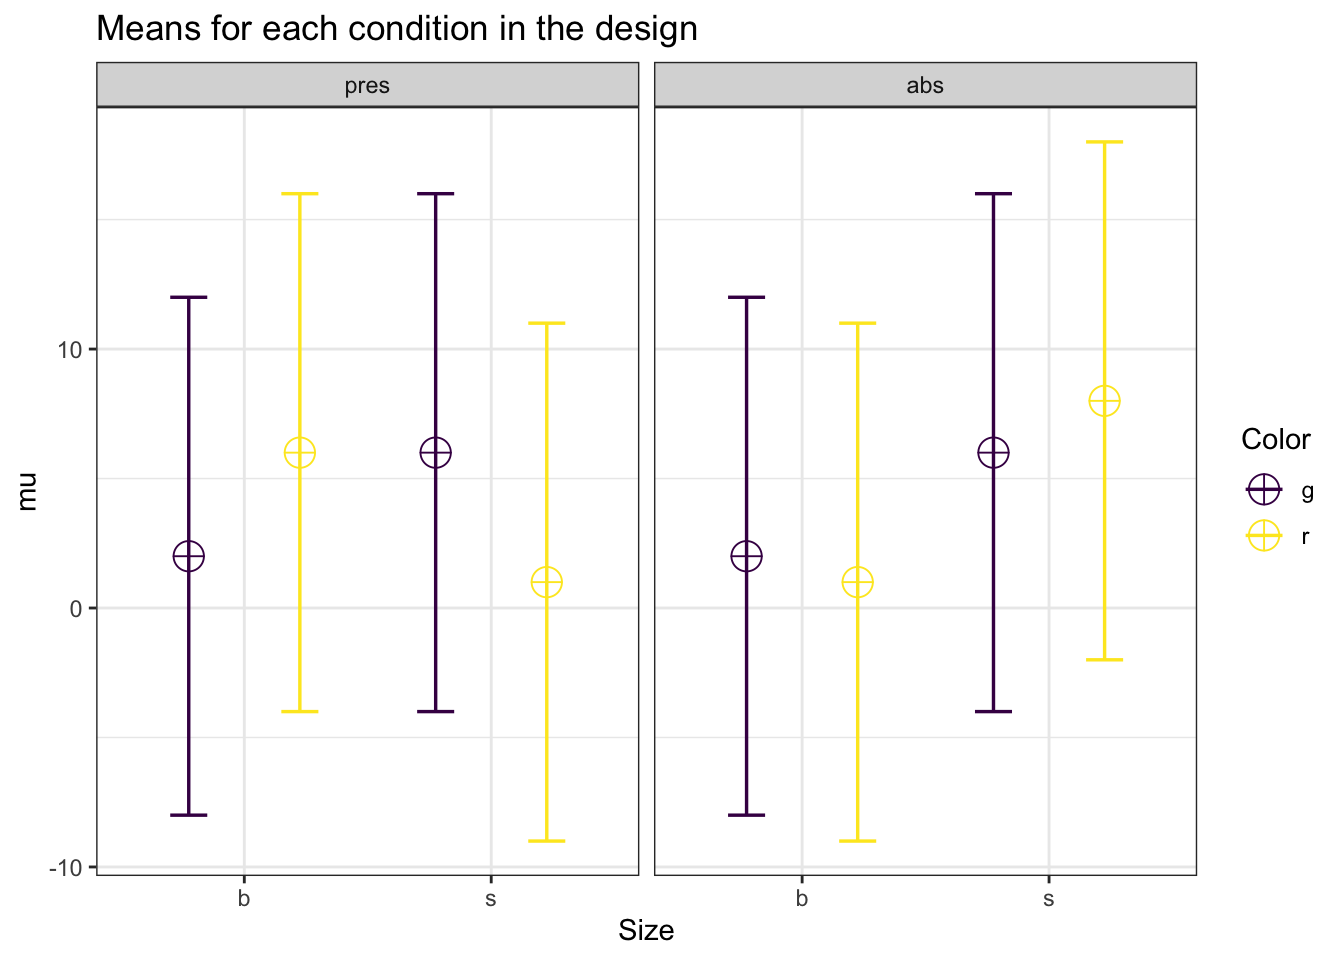 Means for each condition in the design
pres
abs
mu
10
0
-10
b
s
b
s
Size
Color
g
r